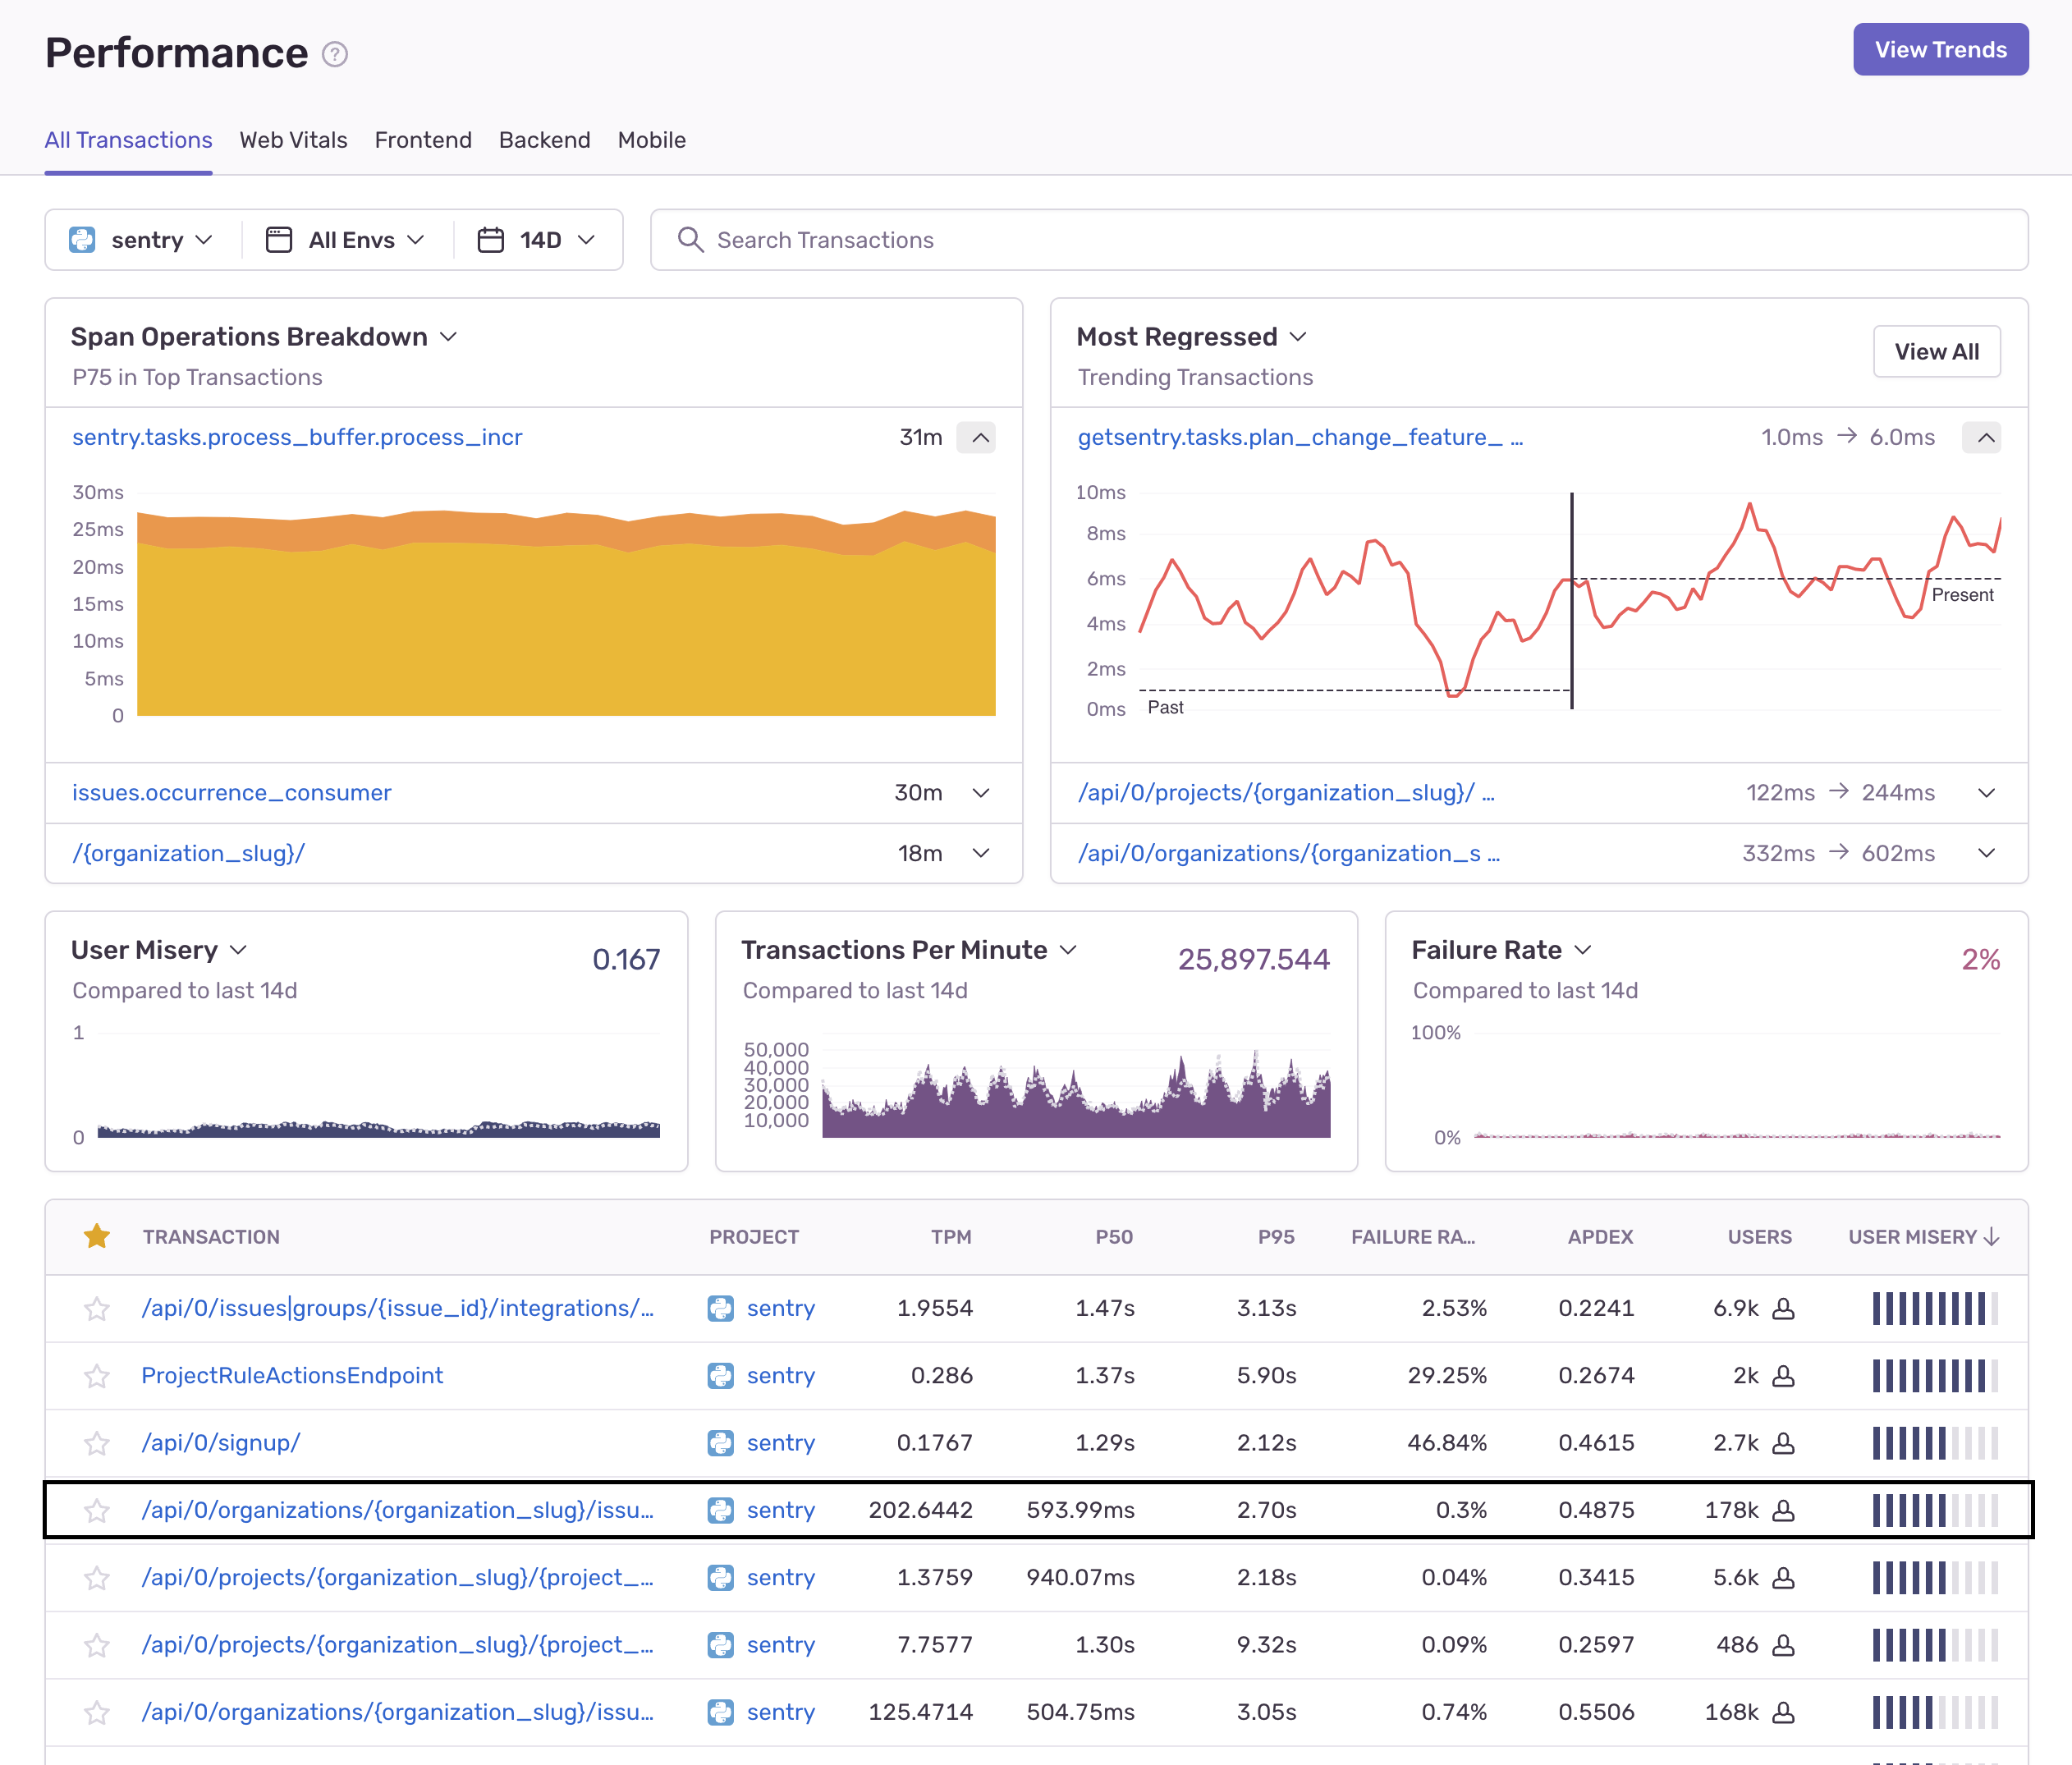 Performance ?
View Trends
All Transactions Web Vitals Frontend Backend Mobile
sentry All Envs 14D Search Transactions
Span Operations Breakdown
P75 in Top Transactions
sentry.tasks.process_buffer.process_incr 31m
30ms
25ms
20ms
15ms
10ms
5ms
0
issues.occurrence_consumer 30m
/{organization_slug}/ 18m
Most Regressed
Trending Transactions
View All
getsentry.tasks.plan_change_feature_ ... 1.0ms → 6.0ms
10ms
8ms
6ms
4ms
2ms
0ms
Past
Present
/api/0/projects/{organization_slug}/ ... 122ms → 244ms
/api/0/organizations/{organization_s ... 332ms → 602ms
User Misery 0.167
Compared to last 14d
1
0
Transactions Per Minute 25,897.544
Compared to last 14d
50,000
40,000
30,000
20,000
10,000
Failure Rate 2%
Compared to last 14d
100%
0%
TRANSACTION PROJECT TPM P50 P95 FAILURE RA... APDEX USERS USER MISERY ↓
/api/0/issues|groups/{issue_id}/integrations/... sentry 1.9554 1.47s 3.13s 2.53% 0.2241 6.9k
ProjectRuleActionsEndpoint sentry 0.286 1.37s 5.90s 29.25% 0.2674 2k
/api/0/signup/ sentry 0.1767 1.29s 2.12s 46.84% 0.4615 2.7k
/api/0/organizations/{organization_slug}/issu... sentry 202.6442 593.99ms 2.70s 0.3% 0.4875 178k
/api/0/projects/{organization_slug}/{project_... sentry 1.3759 940.07ms 2.18s 0.04% 0.3415 5.6k
/api/0/projects/{organization_slug}/{project_... sentry 7.7577 1.30s 9.32s 0.09% 0.2597 486
/api/0/organizations/{organization_slug}/issu... sentry 125.4714 504.75ms 3.05s 0.74% 0.5506 168k